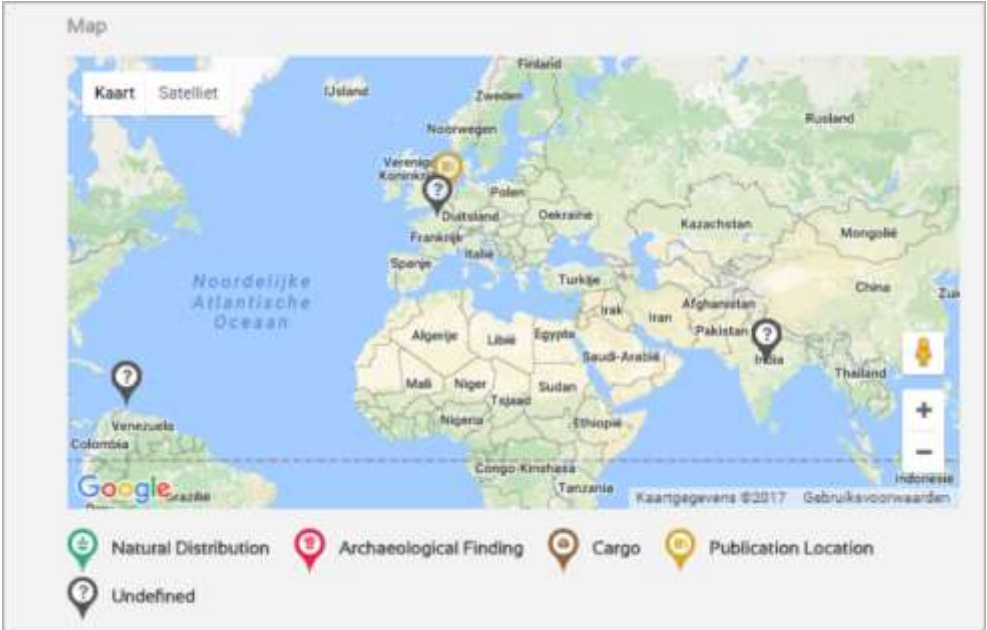 Map
Kaart Satelliet
Finland
IJsland
Zweden
Rusland
Noorwegen
Polen
Duitsland
Oekraïne
Kazachstan
Mongolië
Frankrijk
Italië
Spanje
Noordelijke
Atlantische
Oceaan
Turkije
China
Afghanistan
Irak
Iran
Pakistan
Algerije
Libië
Egypte
Saudi-Arabië
India
Thailand
Mali
Niger
Sudan
Tsjaad
Nigeria
Ethiopië
Venezuela
Colombia
Congo-Kinshasa
Tanzania
Indonesië
Google
Kaartgegevens ©2017 Gebruiksvoorwaarden
Natural Distribution Archaeological Finding Cargo Publication Location
Undefined